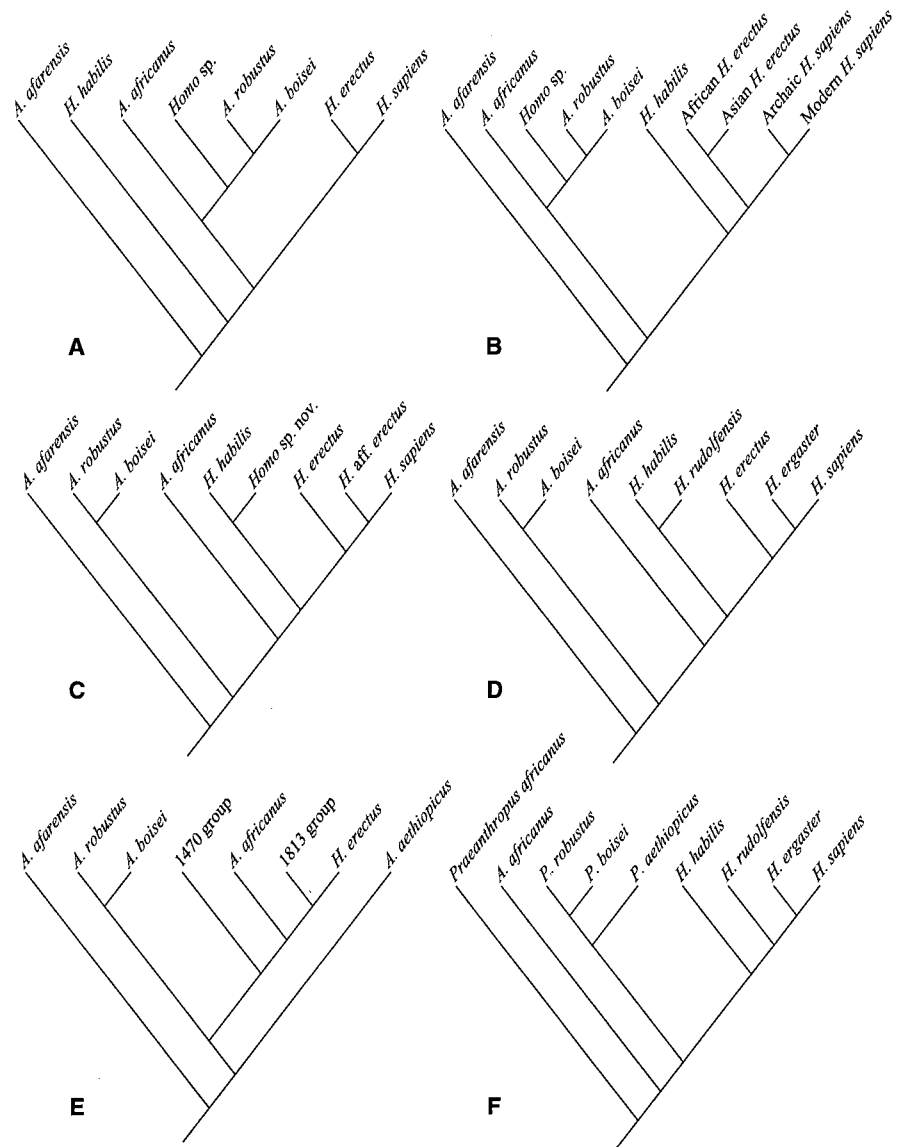 A. afarensis
H. habilis
A. africanus
Homo sp.
A. robustus
A. boisei
H. erectus
H. sapiens
A
A. afarensis
A. africanus
Homo sp.
A. robustus
A. boisei
H. habilis
African H. erectus
Asian H. erectus
Archaic H. sapiens
Modern H. sapiens
B
A. afarensis
A. robustus
A. boisei
A. africanus
H. habilis
Homo sp. nov.
H. erectus
H. aff. erectus
H. sapiens
C
A. afarensis
A. robustus
A. boisei
A. africanus
H. habilis
H. rudolfensis
H. erectus
H. ergaster
H. sapiens
D
A. afarensis
A. robustus
A. boisei
1470 group
A. africanus
1813 group
H. erectus
A. aethiopicus
E
Praeanthropus africanus
A. africanus
P. robustus
P. boisei
P. aethiopicus
H. habilis
H. rudolfensis
H. ergaster
H. sapiens
F